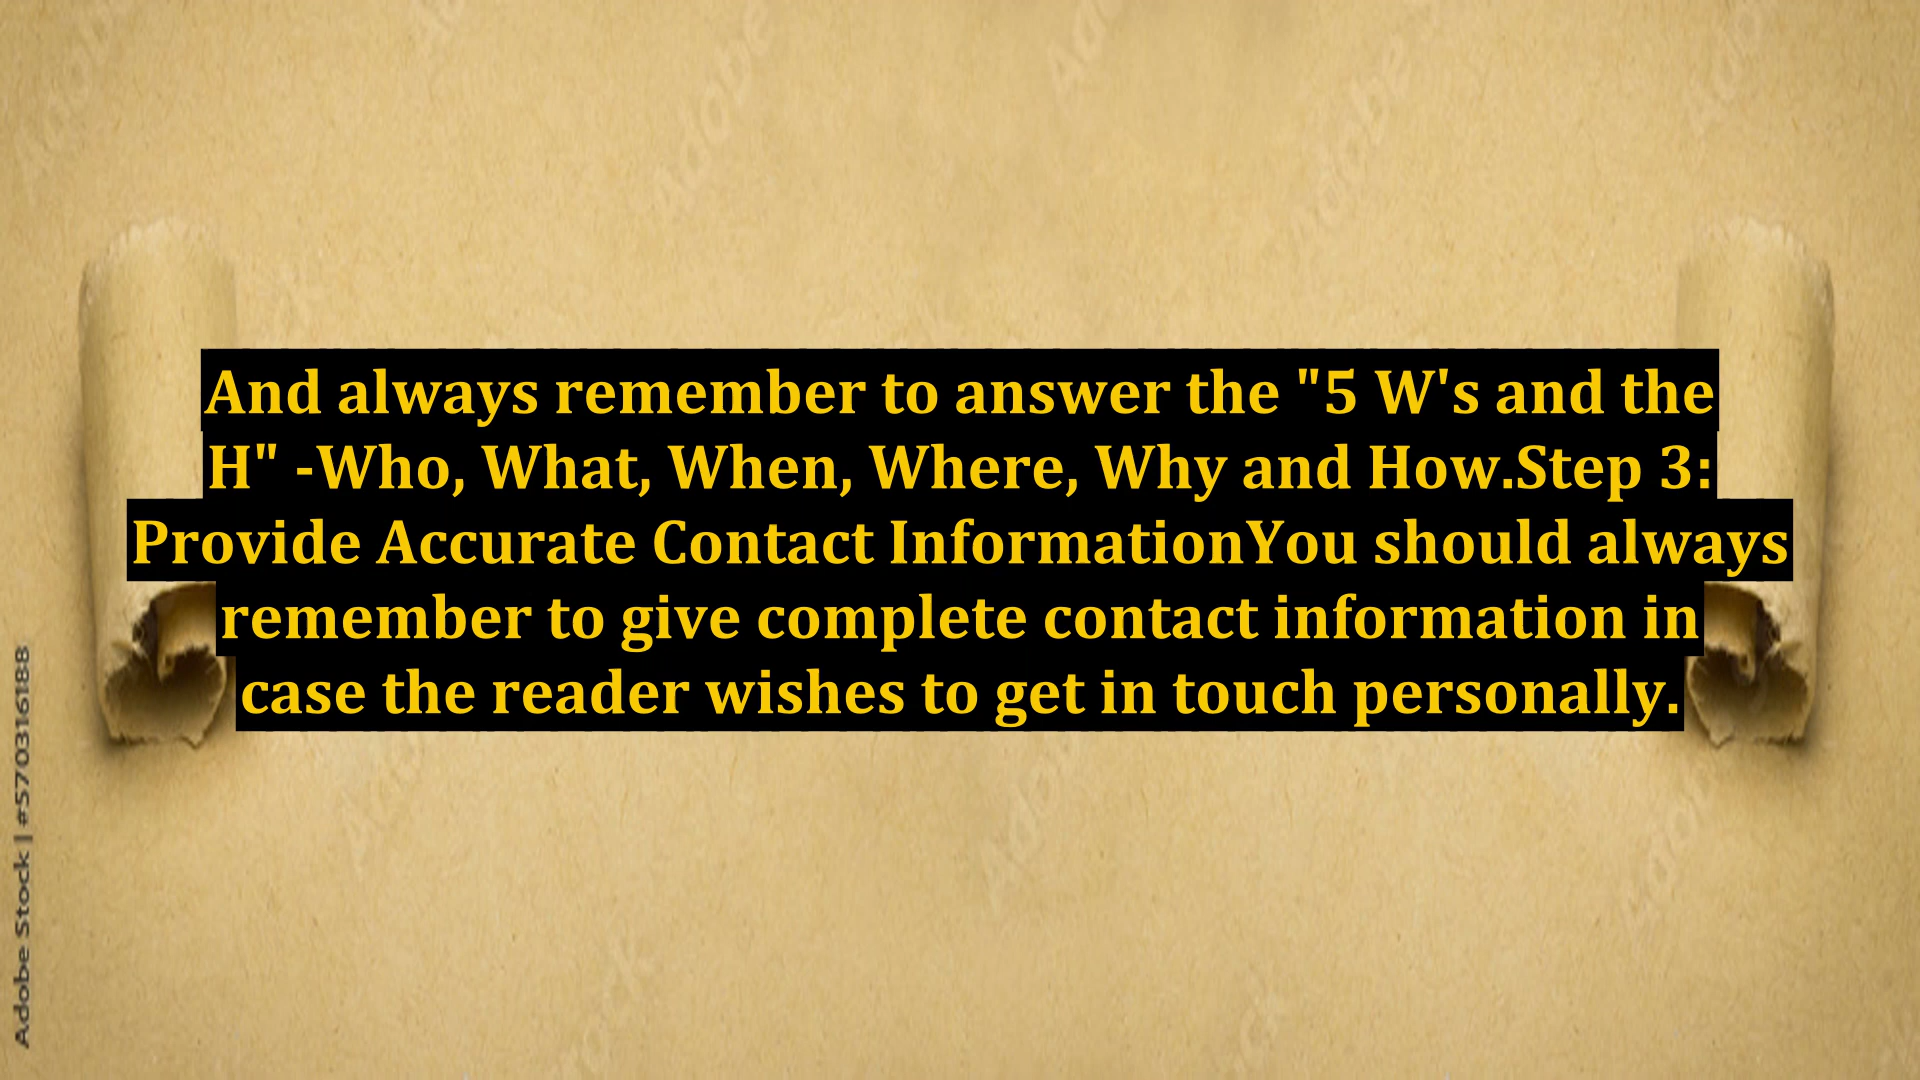 And always remember to answer the "5 W's and the
H" -Who, What, When, Where, Why and How.Step 3:
Provide Accurate Contact InformationYou should always
remember to give complete contact information in
case the reader wishes to get in touch personally.
Adobe Stock | #570316188